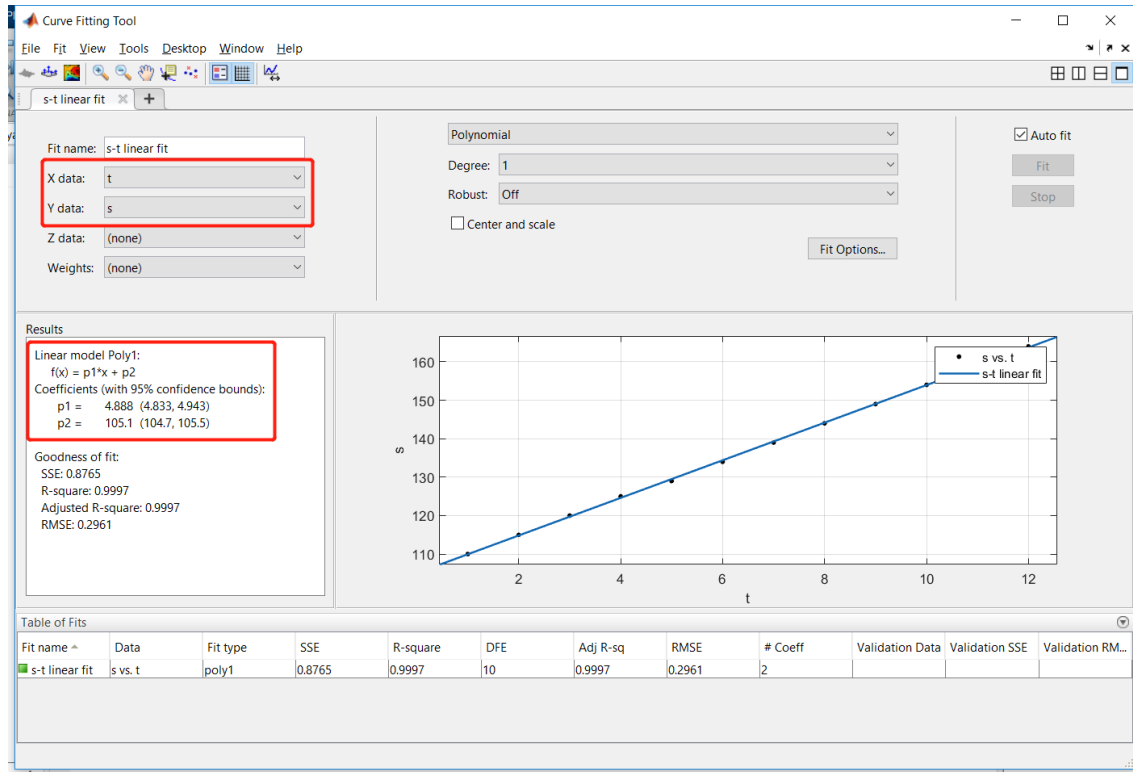 Curve Fitting Tool
File Fit View Tools Desktop Window Help
s-t linear fit
Fit name: s-t linear fit
X data: t
Y data: s
Z data: (none)
Weights: (none)
Polynomial
Degree: 1
Robust: Off
Center and scale
Fit Options...
Auto fit
Fit
Stop
Results
Linear model Poly1:
f(x) = p1*x + p2
Coefficients (with 95% confidence bounds):
p1 = 4.888 (4.833, 4.943)
p2 = 105.1 (104.7, 105.5)
Goodness of fit:
SSE: 0.8765
R-square: 0.9997
Adjusted R-square: 0.9997
RMSE: 0.2961
160
150
140
130
120
110
s
2 4 6 8 10 12
t
s vs. t
s-t linear fit
Table of Fits
Fit name Data Fit type SSE R-square DFE Adj R-sq RMSE # Coeff Validation Data Validation SSE Validation RM...
s-t linear fit s vs. t poly1 0.8765 0.9997 10 0.9997 0.2961 2